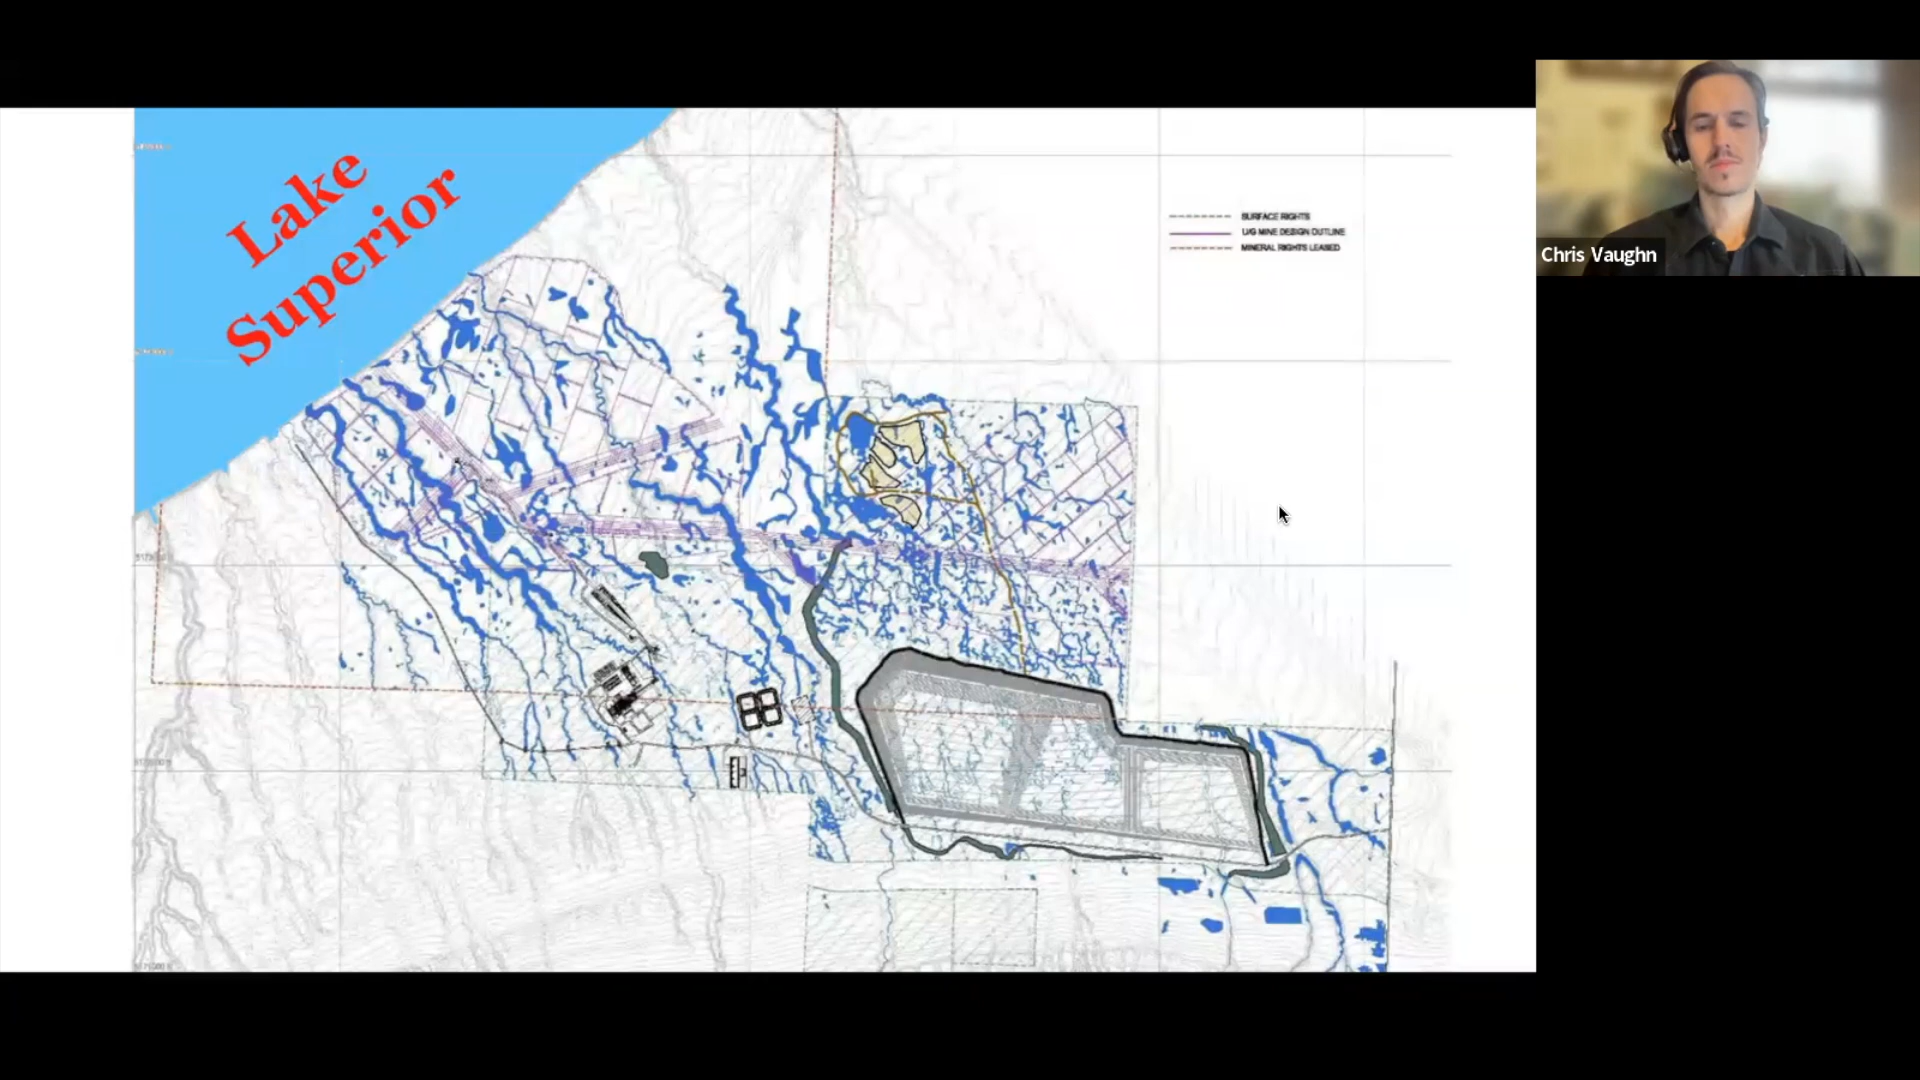 Lake
Superior
SURFACE RIGHTS
U/G MINE DESIGN OUTLINE
MINERAL RIGHTS LEASED
Chris Vaughn